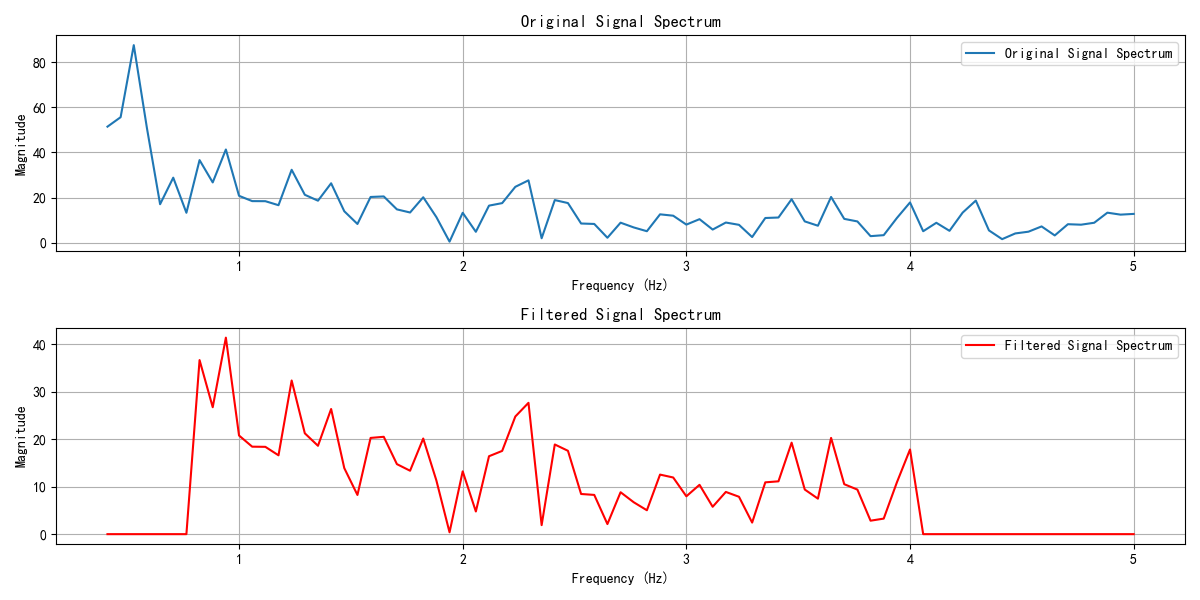 Original Signal Spectrum
Original Signal Spectrum
Magnitude
80
60
40
20
0
1 2 3 4 5
Frequency (Hz)
Filtered Signal Spectrum
Filtered Signal Spectrum
Magnitude
40
30
20
10
0
1 2 3 4 5
Frequency (Hz)